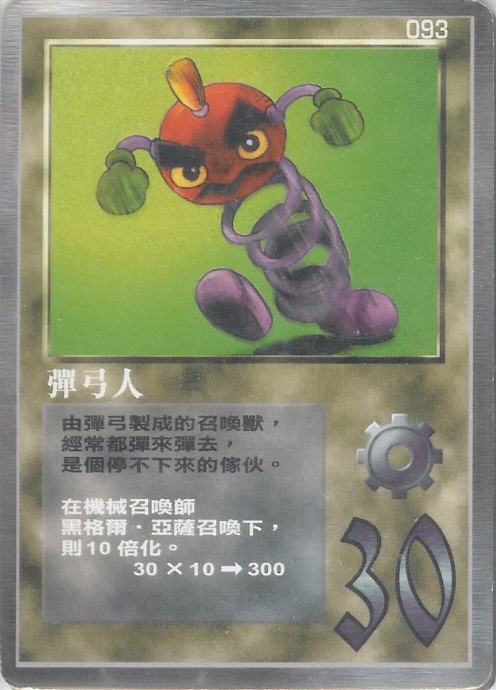 093
彈弓人
由彈弓製成的召喚獸，
經常都彈來彈去，
是個停不下來的傢伙。
在機械召喚師
黑格爾．亞薩召喚下，
則10倍化。
30 × 10 ➡ 300
30